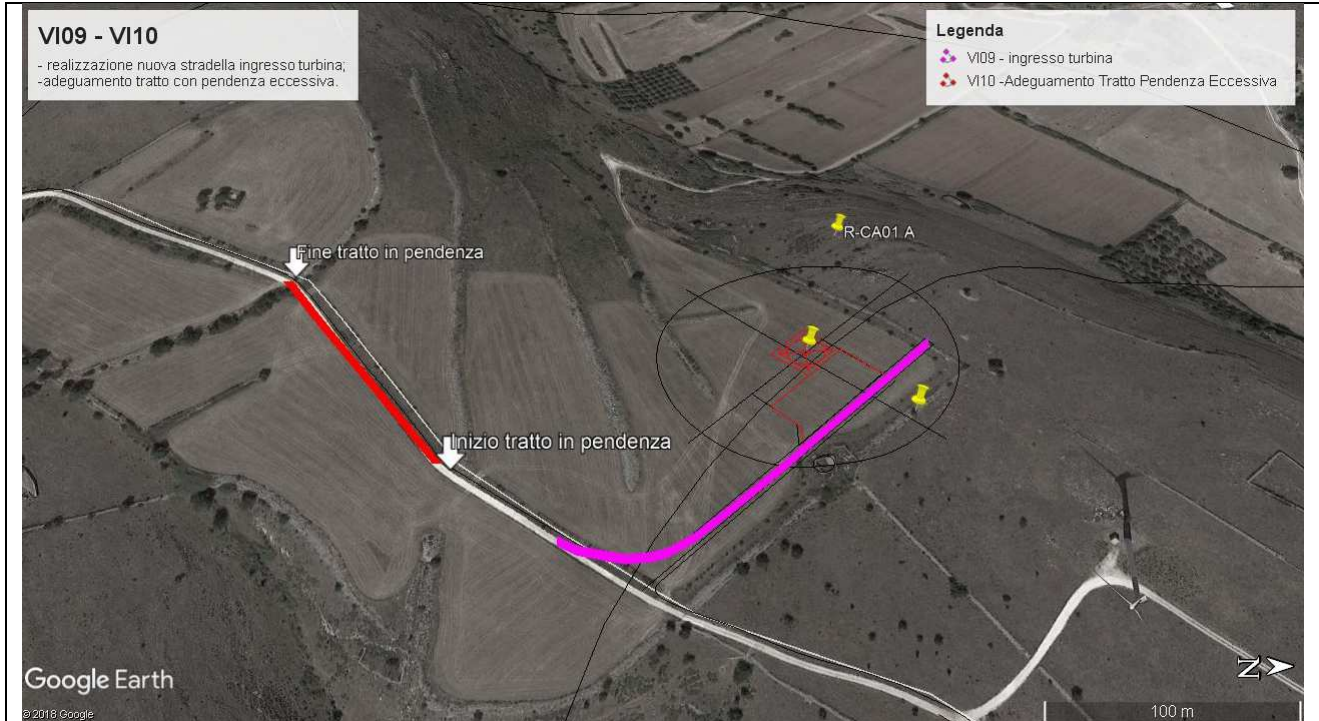 VI09 - VI10
- realizzazione nuova stradella ingresso turbina;
-adeguamento tratto con pendenza eccessiva.
Legenda
VI09 - ingresso turbina
VI10 -Adeguamento Tratto Pendenza Eccessiva
R-CA01 A
Fine tratto in pendenza
Inizio tratto in pendenza
Google Earth
© 2018 Google
N
100 m